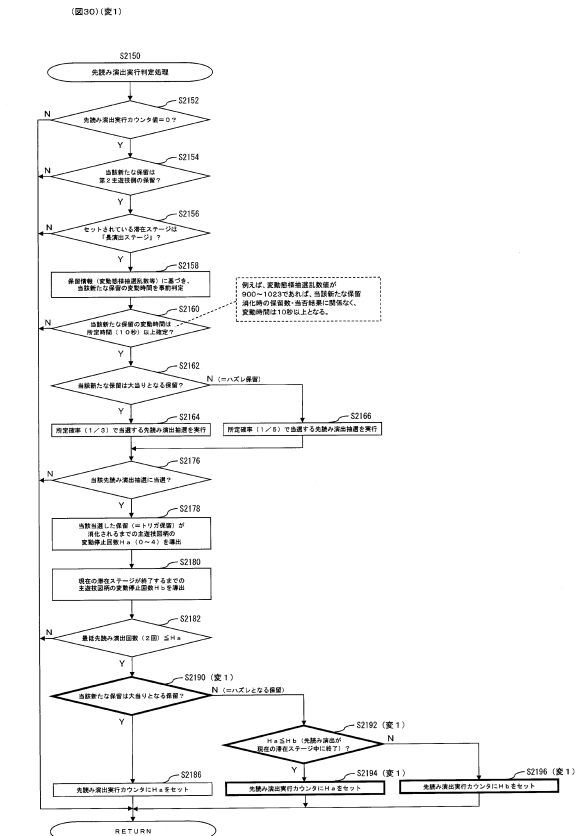 (図30)(変1)
S2150
先読み演出実行判定処理
S2152
N
先読み演出実行カウンタ値=0?
Y
S2154
N
当該新たな保留は
第2主遊技側の保留?
Y
S2156
N
セットされている滞在ステージは
「長演出ステージ」?
Y
S2158
保留情報(変動態様抽選乱数等)に基づき、
当該新たな保留の変動時間を事前判定
例えば、変動態様抽選乱数値が
900~1023であれば、当該新たな保留
消化時の保留数・当否結果に関係なく、
変動時間は10秒以上となる。
S2160
N
当該新たな保留の変動時間は
所定時間(10秒)以上確定?
Y
S2162
当該新たな保留は大当りとなる保留?
N(=ハズレ保留)
Y
S2164
所定確率(1/3)で当選する先読み演出抽選を実行
S2166
所定確率(1/5)で当選する先読み演出抽選を実行
S2176
N
当該先読み演出抽選に当選?
Y
S2178
当該当選した保留(=トリガ保留)が
消化されるまでの主遊技図柄の
変動停止回数Ha(0~4)を導出
S2180
現在の滞在ステージが終了するまでの
主遊技図柄の変動停止回数Hbを導出
S2182
N
最低先読み演出回数(2回)≦Ha
Y
S2190(変1)
当該新たな保留は大当りとなる保留?
N(=ハズレとなる保留)
Y
S2192(変1)
Ha≦Hb(先読み演出が
現在の滞在ステージ中に終了)?
N
Y
S2186
先読み演出実行カウンタにHaをセット
S2194(変1)
先読み演出実行カウンタにHaをセット
S2196(変1)
先読み演出実行カウンタにHbをセット
RETURN